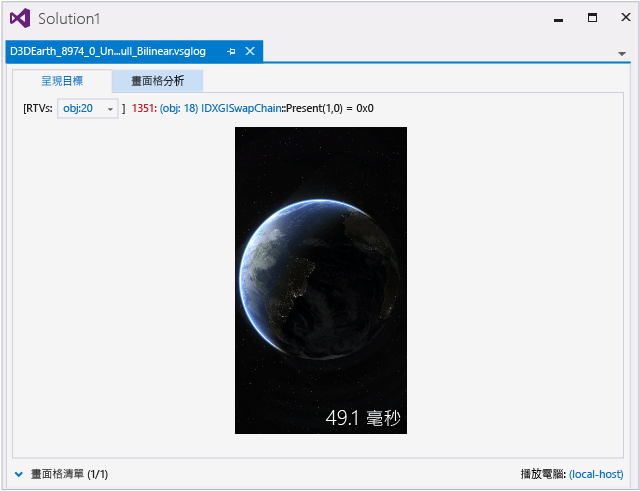 Solution1
D3DEarth_8974_0_Un...ull_Bilinear.vsglog
呈現目標 畫面格分析
[RTVs: obj:20 ] 1351: (obj: 18) IDXGISwapChain::Present(1,0) = 0x0
49.1 毫秒
畫面格清單 (1/1) 播放電腦: (local-host)